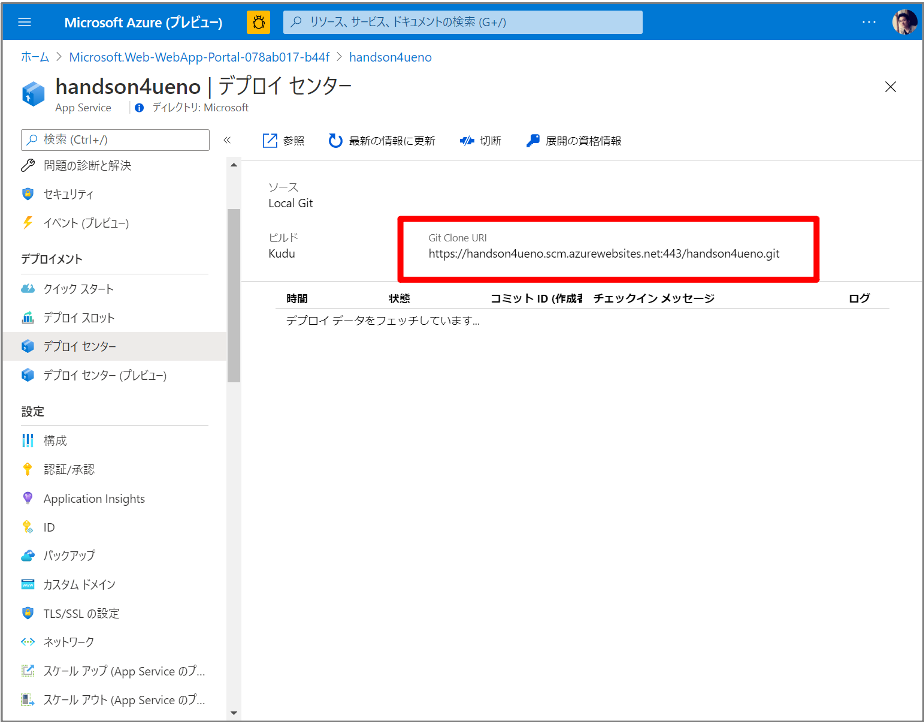 Microsoft Azure (プレビュー)
リソース、サービス、ドキュメントの検索 (G+/)
ホーム > Microsoft.Web-WebApp-Portal-078ab017-b44f > handson4ueno
handson4ueno | デプロイ センター
App Service
ディレクトリ: Microsoft
検索 (Ctrl+/)
問題の診断と解決
セキュリティ
イベント (プレビュー)
デプロイメント
クイック スタート
デプロイ スロット
デプロイ センター
デプロイ センター (プレビュー)
設定
構成
認証/承認
Application Insights
ID
バックアップ
カスタム ドメイン
TLS/SSL の設定
ネットワーク
スケール アップ (App Service のプ...
スケール アウト (App Service のプ...
参照
最新の情報に更新
切断
展開の資格情報
ソース
Local Git
ビルド
Kudu
Git Clone URI
https://handson4ueno.scm.azurewebsites.net:443/handson4ueno.git
時間 状態 コミット ID (作成者 チェックイン メッセージ ログ
デプロイ データをフェッチしています...